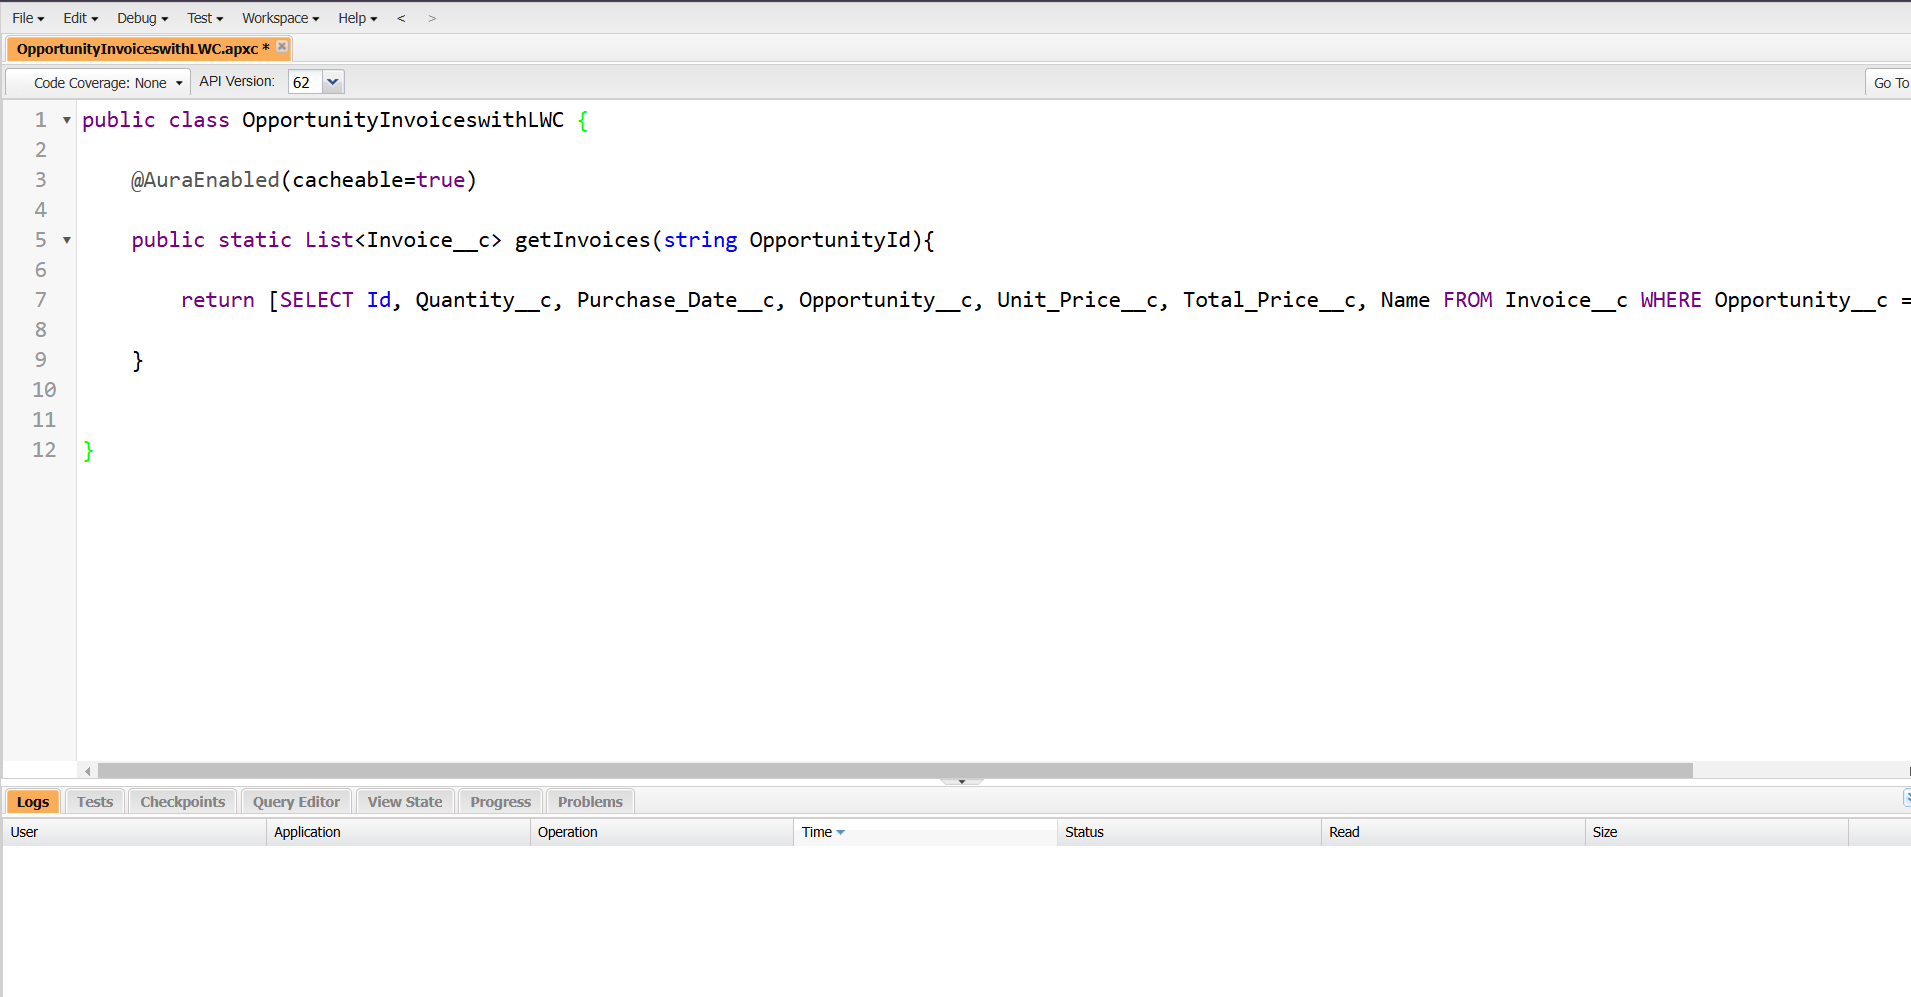 File Edit Debug Test Workspace Help < >
OpportunityInvoiceswithLWC.apxc *
Code Coverage: None API Version: 62 Go To
1 public class OpportunityInvoiceswithLWC {
2
3 @AuraEnabled(cacheable=true)
4
5 public static List<Invoice__c> getInvoices(string OpportunityId){
6
7 return [SELECT Id, Quantity__c, Purchase_Date__c, Opportunity__c, Unit_Price__c, Total_Price__c, Name FROM Invoice__c WHERE Opportunity__c =
8
9 }
10
11
12 }
Logs Tests Checkpoints Query Editor View State Progress Problems
User Application Operation Time Status Read Size